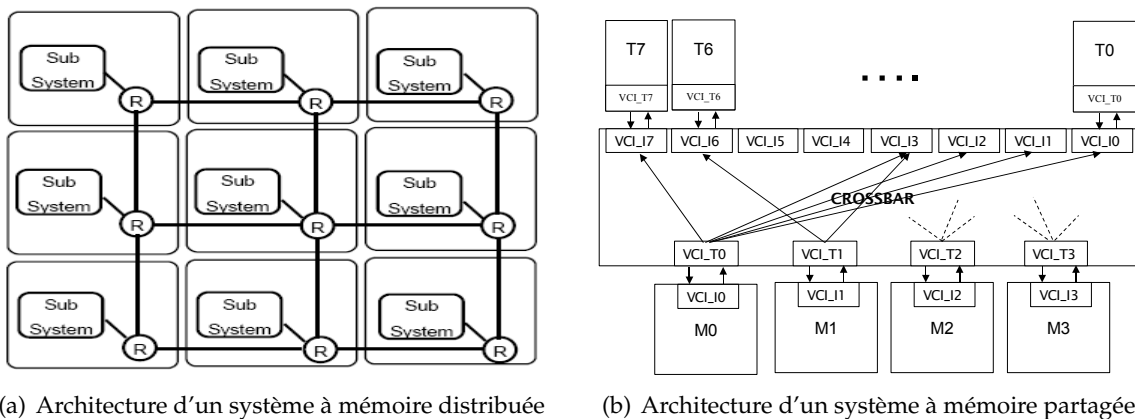 Sub
System
R
Sub
System
R
Sub
System
R
Sub
System
R
Sub
System
R
Sub
System
R
Sub
System
R
Sub
System
R
Sub
System
R
(a) Architecture d'un système à mémoire distribuée
T7
VCI_T7
T6
VCI_T6
T0
VCI_T0
VCI_I7 VCI_I6 VCI_I5 VCI_I4 VCI_I3 VCI_I2 VCI_I1 VCI_I0
CROSSBAR
VCI_T0 VCI_T1 VCI_T2 VCI_T3
VCI_I0 VCI_I1 VCI_I2 VCI_I3
M0 M1 M2 M3
(b) Architecture d'un système à mémoire partagée